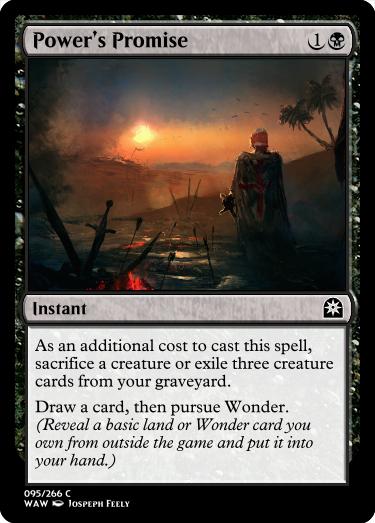 Power's Promise 1
Instant
As an additional cost to cast this spell,
sacrifice a creature or exile three creature
cards from your graveyard.
Draw a card, then pursue Wonder.
(Reveal a basic land or Wonder card you
own from outside the game and put it into
your hand.)
095/266 C
WAW Jospeph Feely